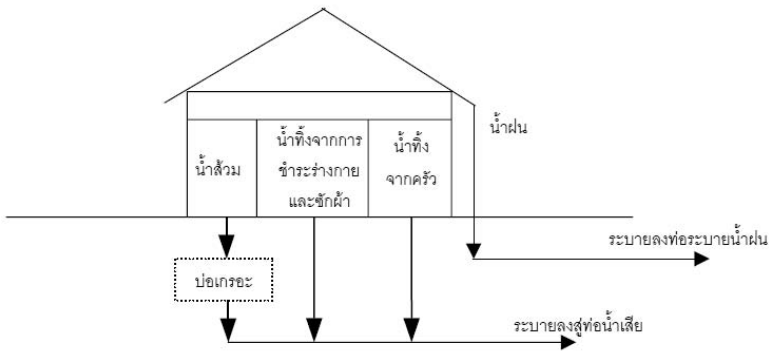 น้ำฝน
น้ำส้วม
น้ำทิ้งจากการ
ชำระร่างกาย
และซักผ้า
น้ำทิ้ง
จากครัว
ระบายลงท่อระบายน้ำฝน
บ่อเกรอะ
ระบายลงสู่ท่อน้ำเสีย